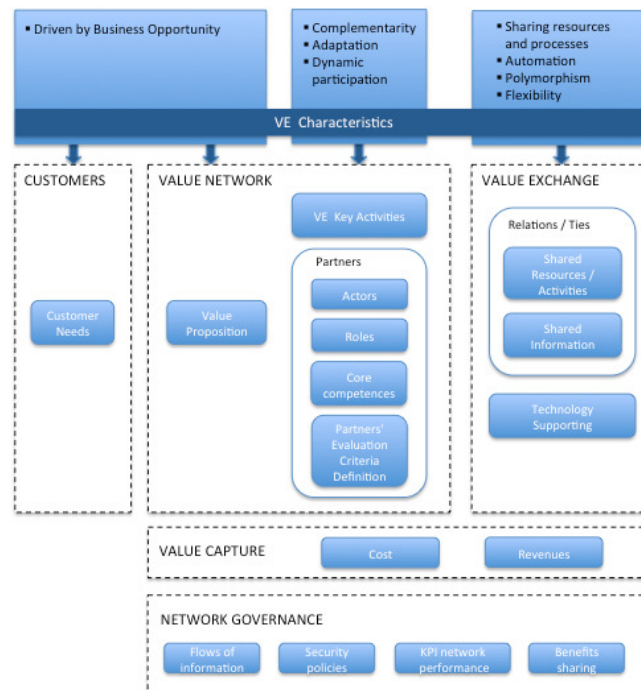 ▪ Driven by Business Opportunity
▪ Complementarity
▪ Adaptation
▪ Dynamic
participation
▪ Sharing resources
and processes
▪ Automation
▪ Polymorphism
▪ Flexibility
VE Characteristics
CUSTOMERS
Customer
Needs
VALUE NETWORK
Value
Proposition
VE Key Activities
Partners
Actors
Roles
Core
competences
Partners'
Evaluation
Criteria
Definition
VALUE EXCHANGE
Relations / Ties
Shared
Resources /
Activities
Shared
Information
Technology
Supporting
VALUE CAPTURE
Cost
Revenues
NETWORK GOVERNANCE
Flows of
information
Security
policies
KPI network
performance
Benefits
sharing